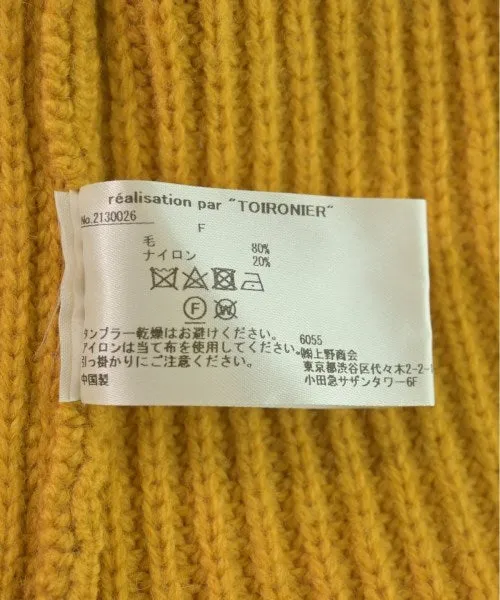 réalisation par "TOIRONIER"
No.2130026
F
毛 80%
ナイロン 20%
F W
タンブラー乾燥はお避けください。
アイロンは当て布を使用してください。
引っ掛かりにご注意ください。
中国製
6055
㈱上野商会
東京都渋谷区代々木2-2-1
小田急サザンタワー6F